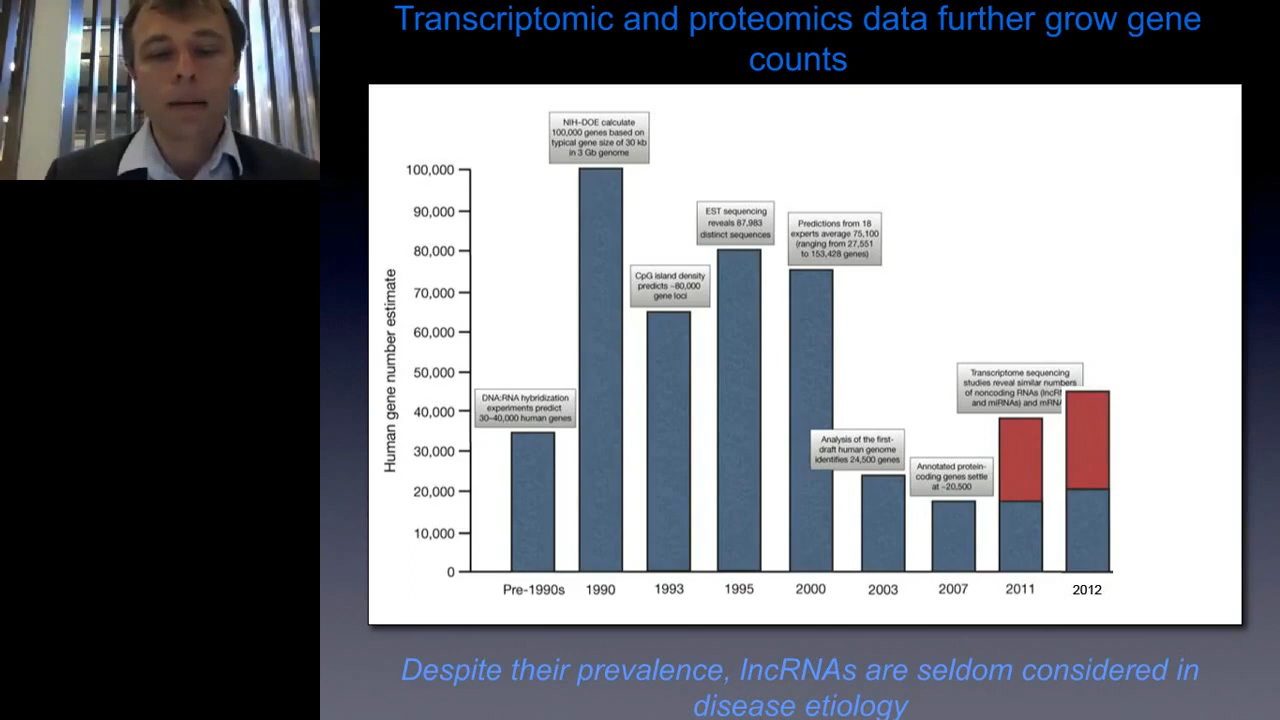 Transcriptomic and proteomics data further grow gene
counts
NIH–DOE calculate
100,000 genes based on
typical gene size of 30 kb
in 3 Gb genome
EST sequencing
reveals 87,983
distinct sequences
Predictions from 18
experts average 75,100
(ranging from 27,551
to 153,428 genes)
CpG island density
predicts ~80,000
gene loci
DNA:RNA hybridization
experiments predict
30–40,000 human genes
Transcriptome sequencing
studies reveal similar numbers
of noncoding RNAs (lncR
and miRNAs) and mRNA
Analysis of the first-
draft human genome
identifies 24,500 genes
Annotated protein-
coding genes settle
at ~20,500
Human gene number estimate
100,000
90,000
80,000
70,000
60,000
50,000
40,000
30,000
20,000
10,000
0
Pre-1990s 1990 1993 1995 2000 2003 2007 2011 2012
Despite their prevalence, lncRNAs are seldom considered in
disease etiology